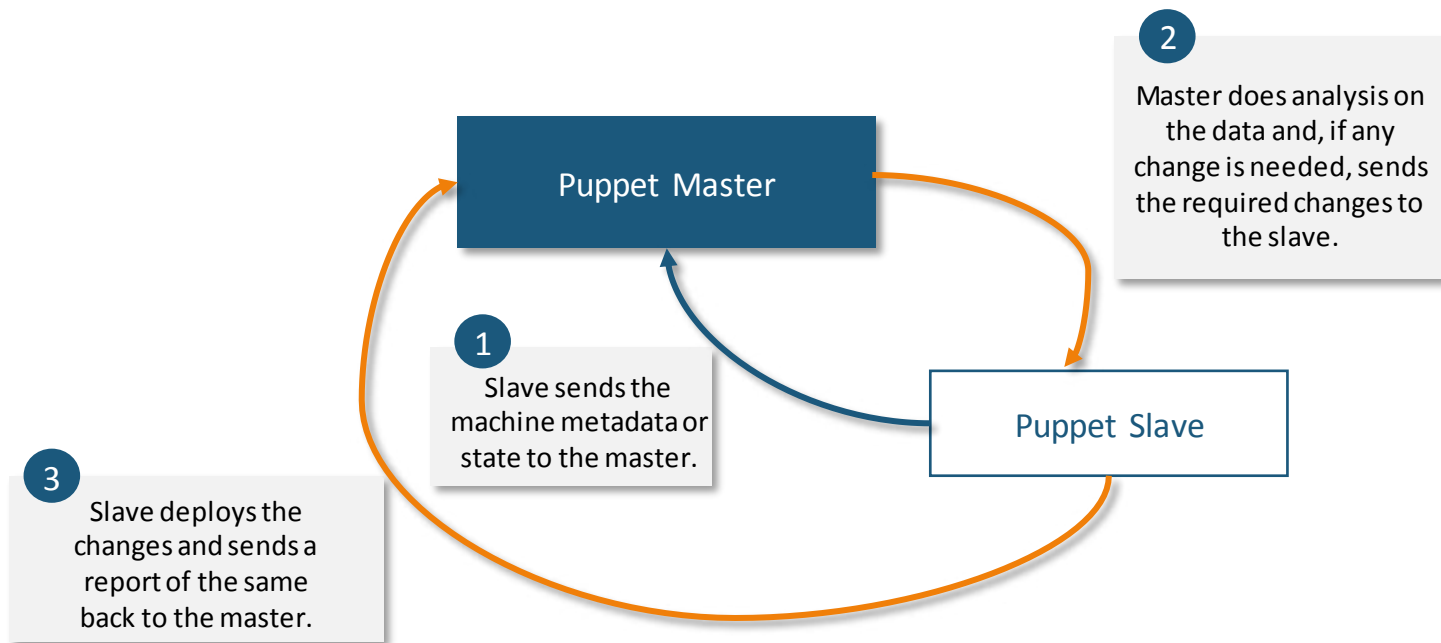 2
Master does analysis on
the data and, if any
change is needed, sends
the required changes to
the slave.
Puppet Master
1
Slave sends the
machine metadata or
state to the master.
Puppet Slave
3
Slave deploys the
changes and sends a
report of the same
back to the master.